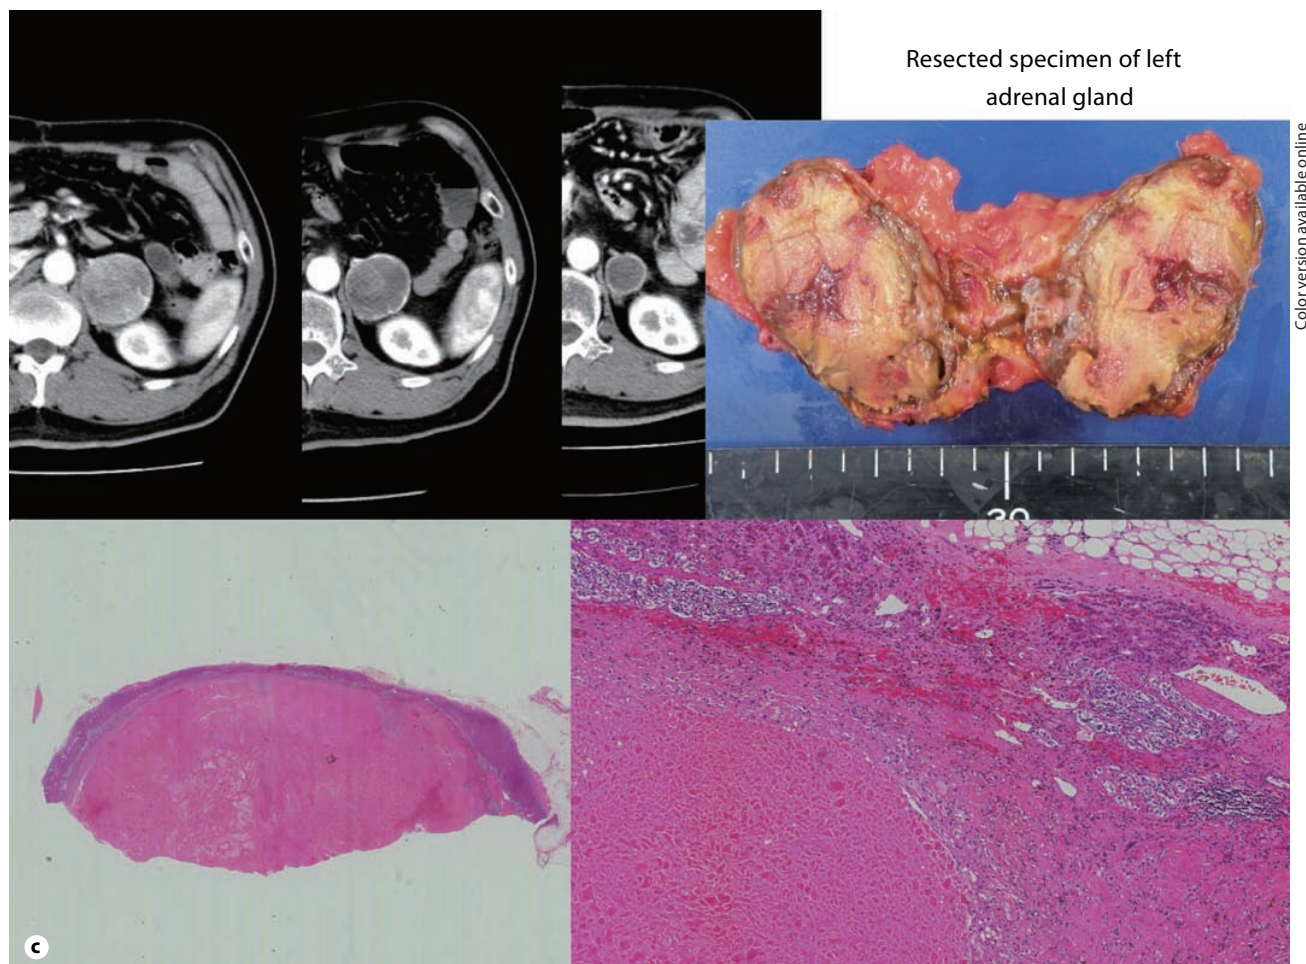 Resected specimen of left
adrenal gland
Color version available online
30
c